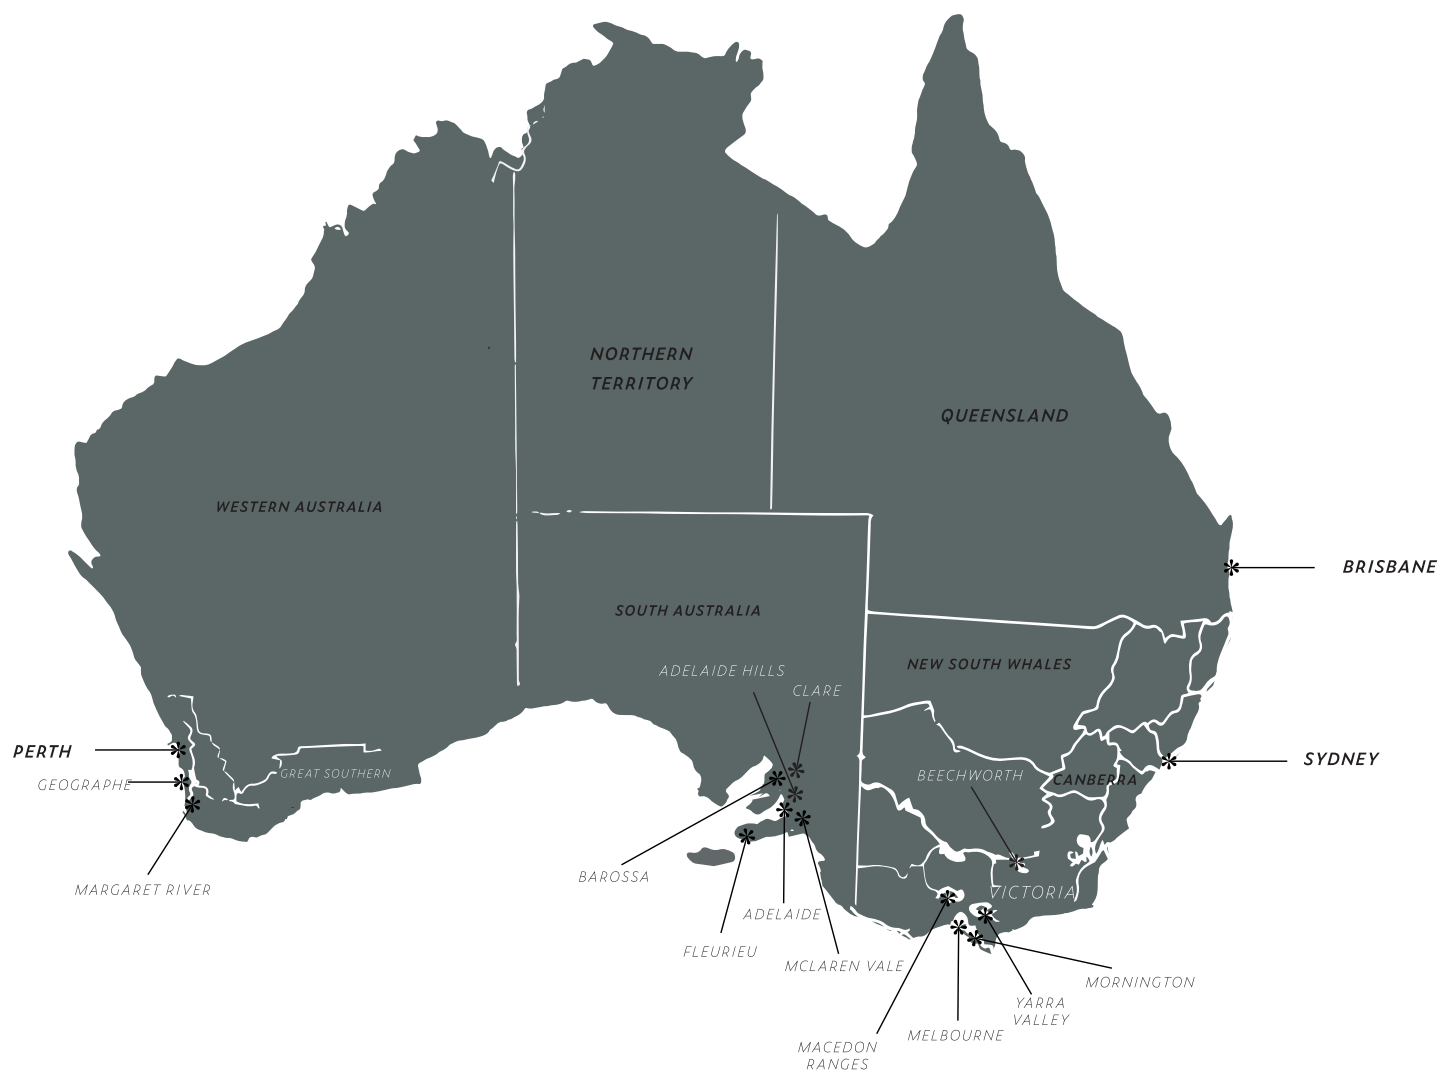 NORTHERN
TERRITORY
QUEENSLAND
WESTERN AUSTRALIA
BRISBANE
SOUTH AUSTRALIA
NEW SOUTH WHALES
ADELAIDE HILLS
CLARE
PERTH
SYDNEY
GREAT SOUTHERN
BEECHWORTH
CANBERRA
GEOGRAPHE
BAROSSA
MARGARET RIVER
VICTORIA
ADELAIDE
FLEURIEU
MCLAREN VALE
MORNINGTON
YARRA
VALLEY
MELBOURNE
MACEDON
RANGES